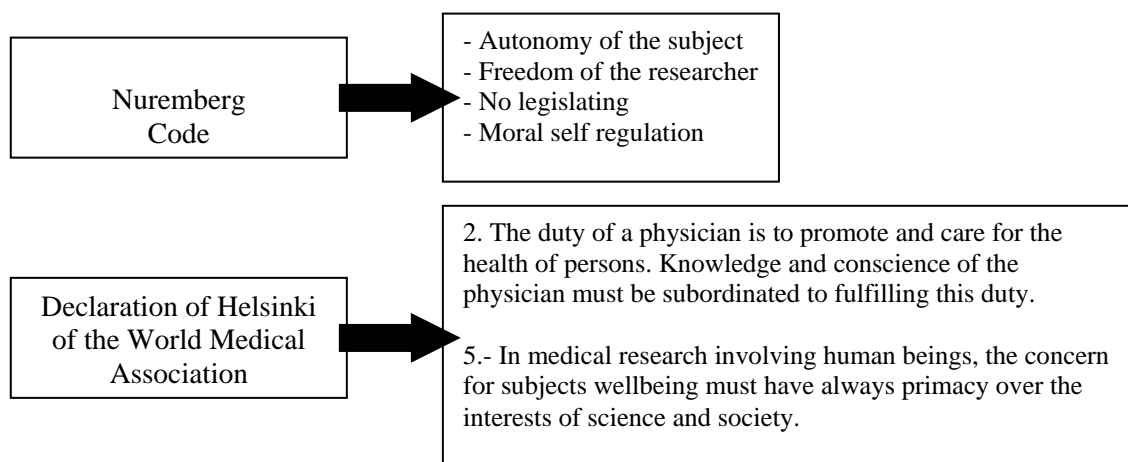 Nuremberg
Code
- Autonomy of the subject
- Freedom of the researcher
- No legislating
- Moral self regulation
Declaration of Helsinki
of the World Medical
Association
2. The duty of a physician is to promote and care for the
health of persons. Knowledge and conscience of the
physician must be subordinated to fulfilling this duty.
5.- In medical research involving human beings, the concern
for subjects wellbeing must have always primacy over the
interests of science and society.